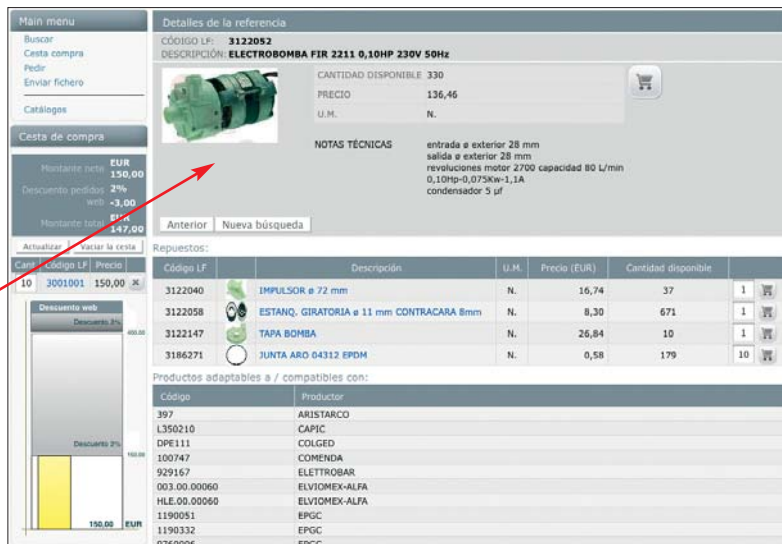 Main menu
Buscar
Cesta compra
Pedir
Enviar fichero
Catálogos
Cesta de compra
Montante neto EUR 150,00
Descuento pedidos web 2% -3,00
Montante total EUR 147,00
Actualizar Vaciar la cesta
Cant Código LF Precio
10 3001001 150,00
Descuento web
Descuento 3%
450.00
Descuento 2%
150.00
150,00 EUR
Detalles de la referencia
CÓDIGO LF: 3122052
DESCRIPCIÓN: ELECTROBOMBA FIR 2211 0,10HP 230V 50Hz
CANTIDAD DISPONIBLE 330
PRECIO 136,46
U.M. N.
NOTAS TÉCNICAS entrada ø exterior 28 mm
salida ø exterior 28 mm
revoluciones motor 2700 capacidad 80 L/min
0,10Hp-0,075Kw-1,1A
condensador 5 µf
Anterior Nueva búsqueda
Repuestos:
Código LF Descripción U.M. Precio (EUR) Cantidad disponible
3122040 IMPULSOR ø 72 mm N. 16,74 37 1
3122058 ESTANQ. GIRATORIA ø 11 mm CONTRACARA 8mm N. 8,30 671 1
3122147 TAPA BOMBA N. 26,84 10 1
3186271 JUNTA ARO 04312 EPDM N. 0,58 179 10
Productos adaptables a / compatibles con:
Código Productor
397 ARISTARCO
L350210 CAPIC
DPE111 COLGED
100747 COMENDA
929167 ELETTROBAR
003.00.00060 ELVIOMEX-ALFA
HLE.00.00060 ELVIOMEX-ALFA
1190051 EPGC
1190332 EPGC
EPGC